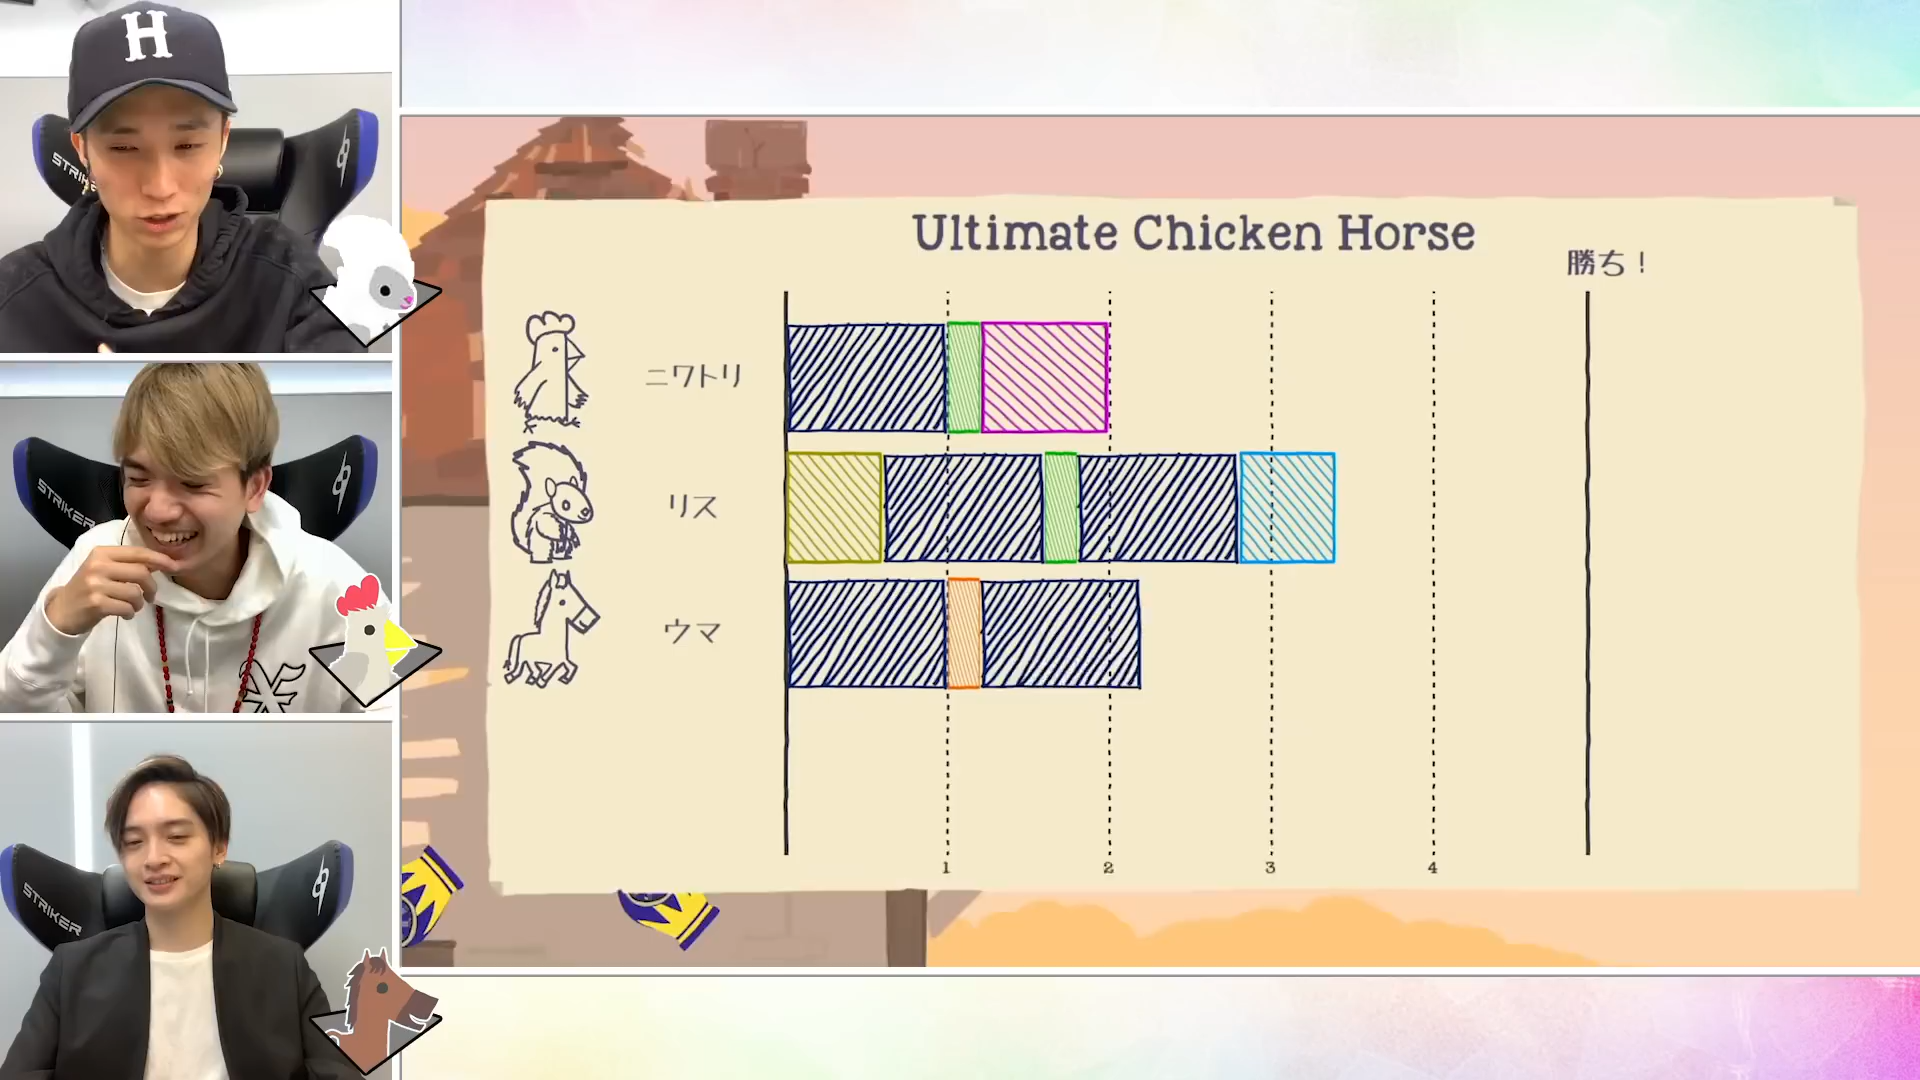 H
STRIKER
Ultimate Chicken Horse
勝ち！
ニワトリ
リス
STRIKER
ウマ
1 2 3 4
STRIKER